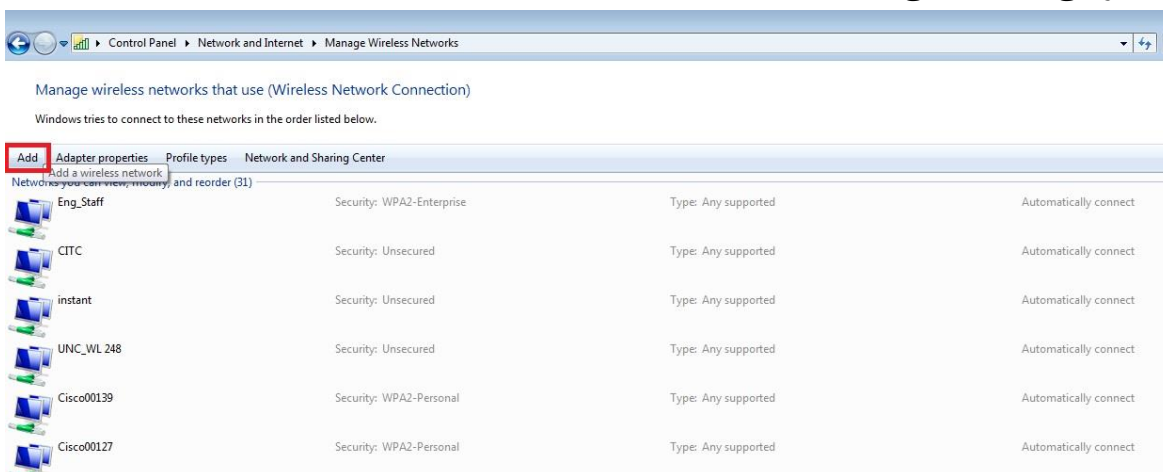 Control Panel ▸ Network and Internet ▸ Manage Wireless Networks
Manage wireless networks that use (Wireless Network Connection)
Windows tries to connect to these networks in the order listed below.
Add Adapter properties Profile types Network and Sharing Center
Add a wireless network
Networks you can view, modify, and reorder (31)
Eng_Staff Security: WPA2-Enterprise Type: Any supported Automatically connect
CITC Security: Unsecured Type: Any supported Automatically connect
instant Security: Unsecured Type: Any supported Automatically connect
UNC_WL 248 Security: Unsecured Type: Any supported Automatically connect
Cisco00139 Security: WPA2-Personal Type: Any supported Automatically connect
Cisco00127 Security: WPA2-Personal Type: Any supported Automatically connect